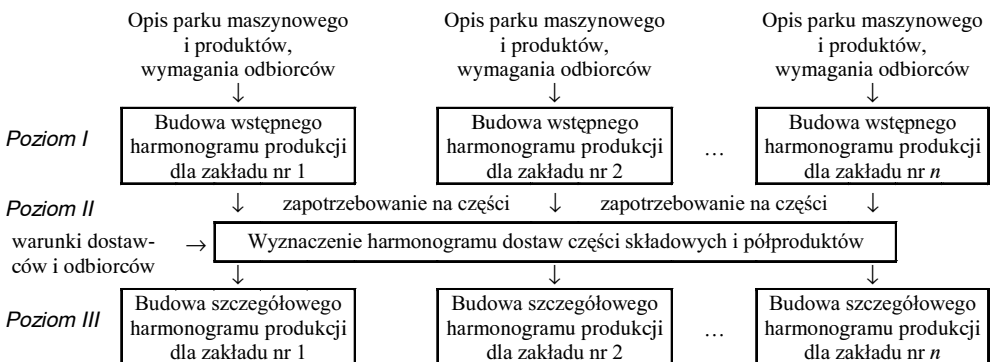 Opis parku maszynowego
i produktów,
wymagania odbiorców
Opis parku maszynowego
i produktów,
wymagania odbiorców
Opis parku maszynowego
i produktów,
wymagania odbiorców
↓ ↓ ↓
Poziom I
Budowa wstępnego
harmonogramu produkcji
dla zakładu nr 1
Budowa wstępnego
harmonogramu produkcji
dla zakładu nr 2
…
Budowa wstępnego
harmonogramu produkcji
dla zakładu nr n
Poziom II
↓ zapotrzebowanie na części ↓ zapotrzebowanie na części ↓
warunki dostaw-
ców i odbiorców
→ Wyznaczenie harmonogramu dostaw części składowych i półproduktów
↓ ↓ ↓
Poziom III
Budowa szczegółowego
harmonogramu produkcji
dla zakładu nr 1
Budowa szczegółowego
harmonogramu produkcji
dla zakładu nr 2
…
Budowa szczegółowego
harmonogramu produkcji
dla zakładu nr n